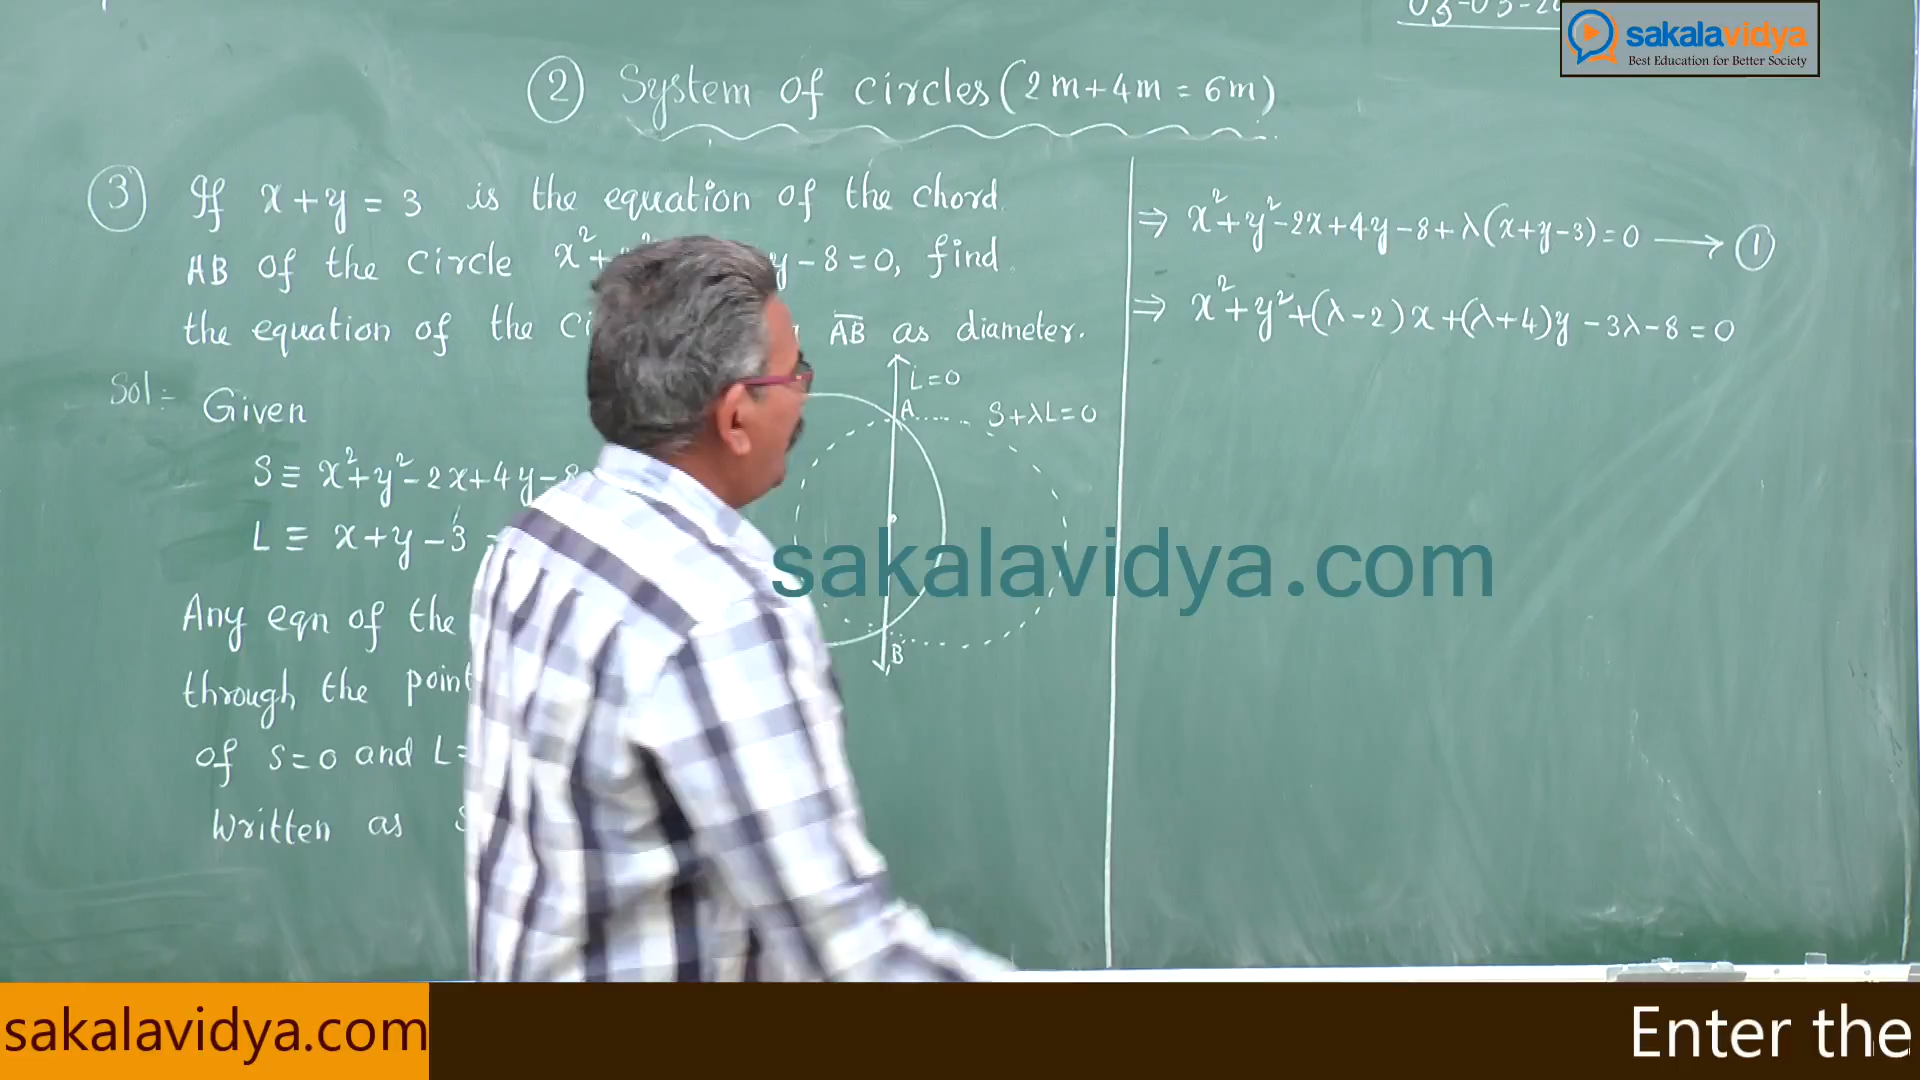 03-03-20
sakalavidya
Best Education for Better Society
② System of circles (2m+4m = 6m)
③ If x+y = 3 is the equation of the chord
AB of the circle x²+ y-8=0, find
the equation of the AB as diameter.
Sol:- Given
S ≡ x²+y²-2x+4y-8
L ≡ x+y-3
Any eqn of the
through the point
of S=0 and L=
Written as
L=0
A
S+λL=0
B
⇒ x²+y²-2x+4y-8+λ(x+y-3)=0 → ①
⇒ x²+y²+(λ-2)x+(λ+4)y-3λ-8=0
sakalavidya.com
sakalavidya.com
Enter the